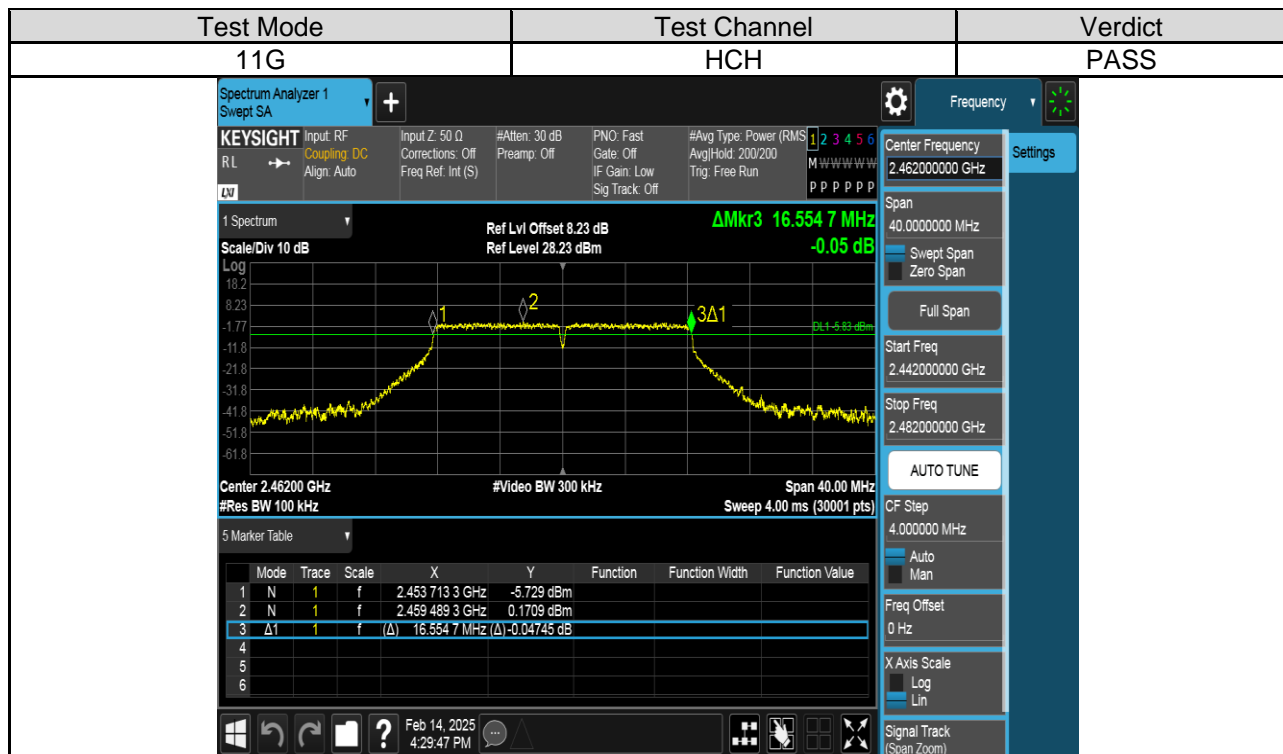 Test Mode Test Channel Verdict
11G HCH PASS
Spectrum Analyzer 1
Swept SA
+
Frequency
KEYSIGHT
R L
LXI
Input: RF
Coupling: DC
Align: Auto
Input Z: 50 Ω
Corrections: Off
Freq Ref: Int (S)
#Atten: 30 dB
Preamp: Off
PNO: Fast
Gate: Off
IF Gain: Low
Sig Track: Off
#Avg Type: Power (RMS
Avg|Hold: 200/200
Trig: Free Run
1 2 3 4 5 6
M W W W W W
P P P P P P
1 Spectrum
Scale/Div 10 dB
Ref Lvl Offset 8.23 dB
Ref Level 28.23 dBm
ΔMkr3 16.554 7 MHz
-0.05 dB
Log
18.2
8.23
-1.77
-11.8
-21.8
-31.8
-41.8
-51.8
-61.8
1
2
3Δ1
DL1 -5.83 dBm
Center 2.46200 GHz #Video BW 300 kHz Span 40.00 MHz
#Res BW 100 kHz Sweep 4.00 ms (30001 pts)
5 Marker Table
Mode Trace Scale X Y Function Function Width Function Value
1 N 1 f 2.453 713 3 GHz -5.729 dBm
2 N 1 f 2.459 489 3 GHz 0.1709 dBm
3 Δ1 1 f (Δ) 16.554 7 MHz (Δ) -0.04745 dB
4
5
6
?
Feb 14, 2025
4:29:47 PM
Settings
Center Frequency
2.462000000 GHz
Span
40.0000000 MHz
Swept Span
Zero Span
Full Span
Start Freq
2.442000000 GHz
Stop Freq
2.482000000 GHz
AUTO TUNE
CF Step
4.000000 MHz
Auto
Man
Freq Offset
0 Hz
X Axis Scale
Log
Lin
Signal Track
(Span Zoom)